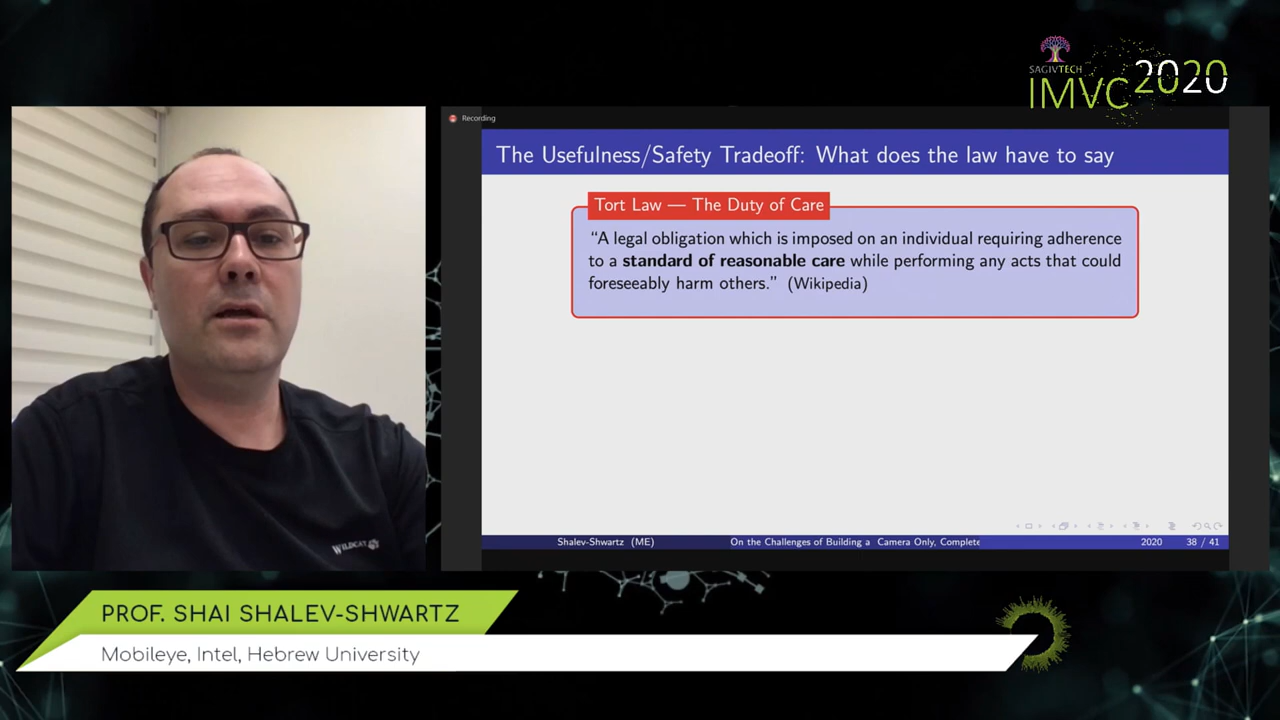 SAGIVTECH
IMVC 2020
Recording
The Usefulness/Safety Tradeoff: What does the law have to say
Tort Law — The Duty of Care
“A legal obligation which is imposed on an individual requiring adherence
to a standard of reasonable care while performing any acts that could
foreseeably harm others.” (Wikipedia)
WILDCAT
Shalev-Shwartz (ME)
On the Challenges of Building a Camera Only, Complete
2020
38 / 41
PROF. SHAI SHALEV-SHWARTZ
Mobileye, Intel, Hebrew University